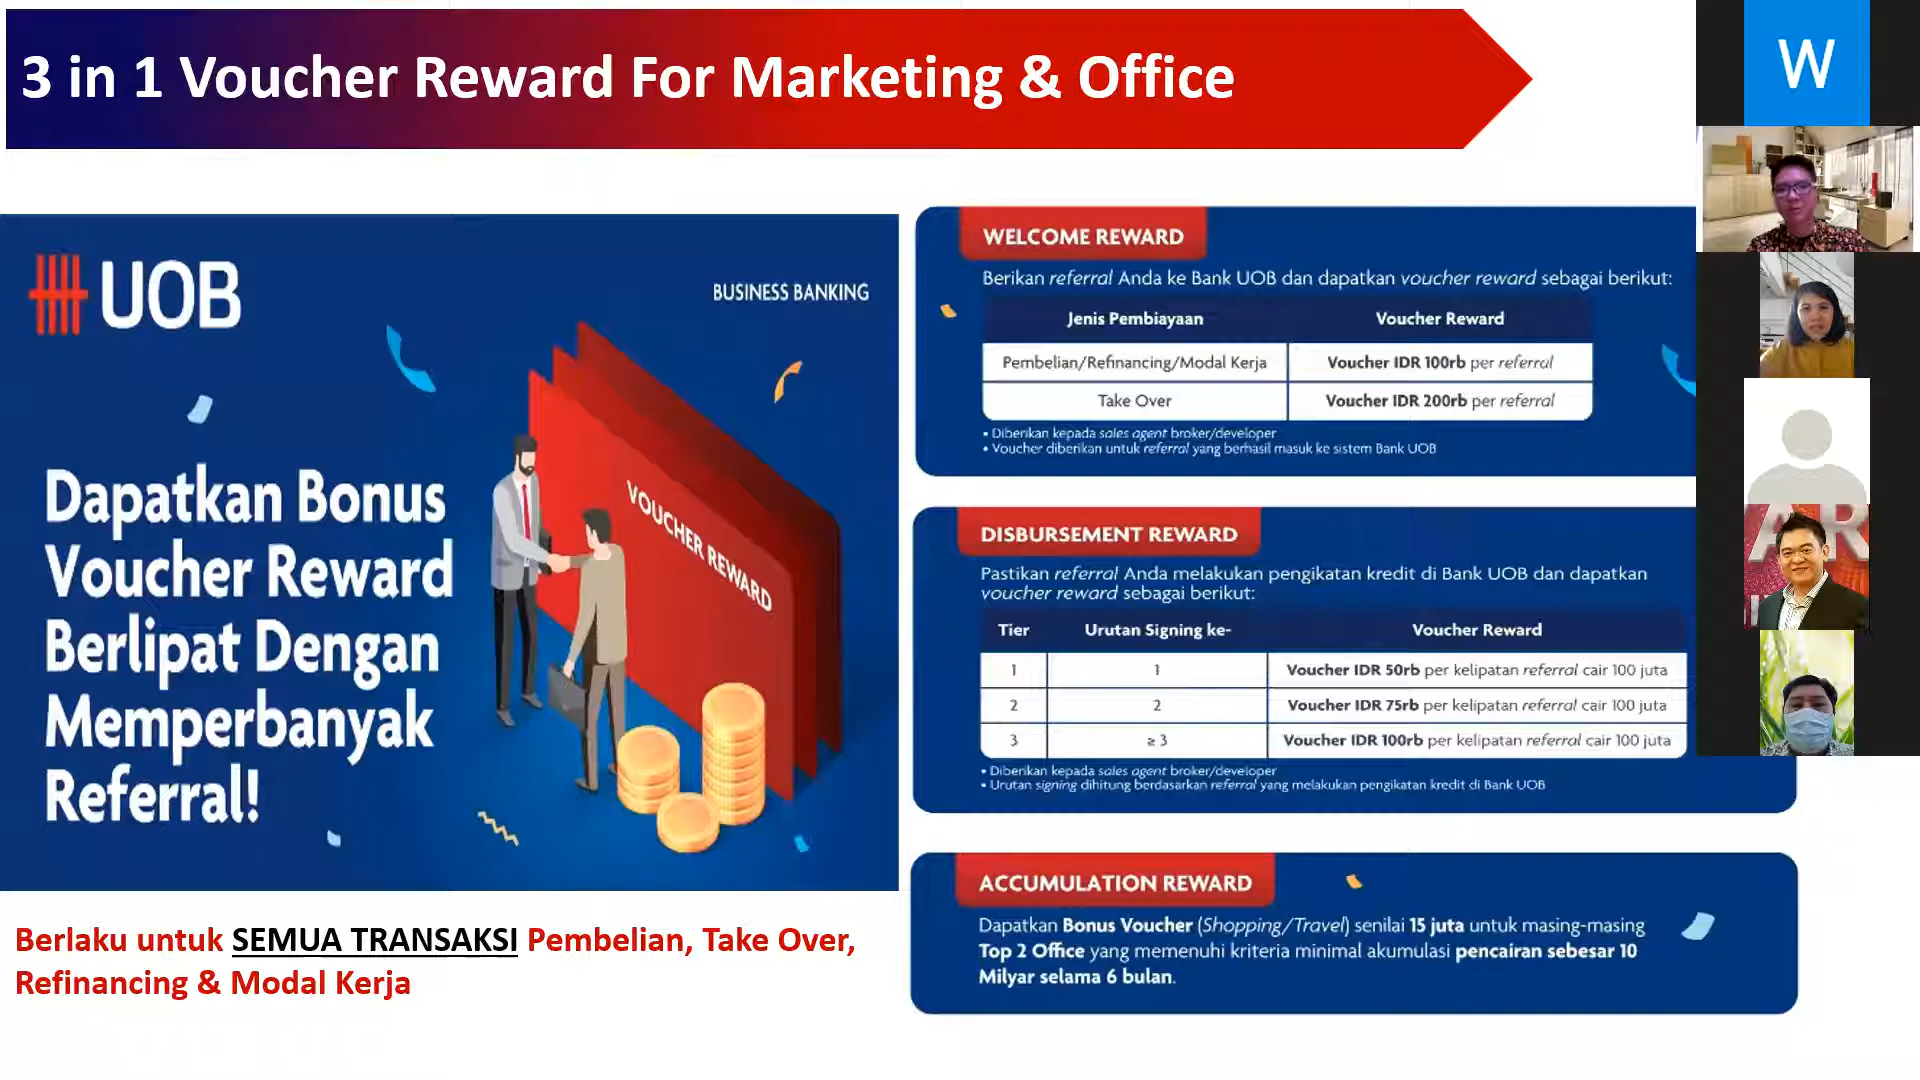 3 in 1 Voucher Reward For Marketing & Office
UOB
BUSINESS BANKING
Dapatkan Bonus
Voucher Reward
Berlipat Dengan
Memperbanyak
Referral!
VOUCHER REWARD
Berlaku untuk SEMUA TRANSAKSI Pembelian, Take Over,
Refinancing & Modal Kerja
WELCOME REWARD
Berikan referral Anda ke Bank UOB dan dapatkan voucher reward sebagai berikut:
Jenis Pembiayaan Voucher Reward
Pembelian/Refinancing/Modal Kerja Voucher IDR 100rb per referral
Take Over Voucher IDR 200rb per referral
• Diberikan kepada sales agent broker/developer
• Voucher diberikan untuk referral yang berhasil masuk ke sistem Bank UOB
DISBURSEMENT REWARD
Pastikan referral Anda melakukan pengikatan kredit di Bank UOB dan dapatkan
voucher reward sebagai berikut:
Tier Urutan Signing ke- Voucher Reward
1 1 Voucher IDR 50rb per kelipatan referral cair 100 juta
2 2 Voucher IDR 75rb per kelipatan referral cair 100 juta
3 ≥ 3 Voucher IDR 100rb per kelipatan referral cair 100 juta
• Diberikan kepada sales agent broker/developer
• Urutan signing dihitung berdasarkan referral yang melakukan pengikatan kredit di Bank UOB
ACCUMULATION REWARD
Dapatkan Bonus Voucher (Shopping/Travel) senilai 15 juta untuk masing-masing
Top 2 Office yang memenuhi kriteria minimal akumulasi pencairan sebesar 10
Milyar selama 6 bulan.
W
AR